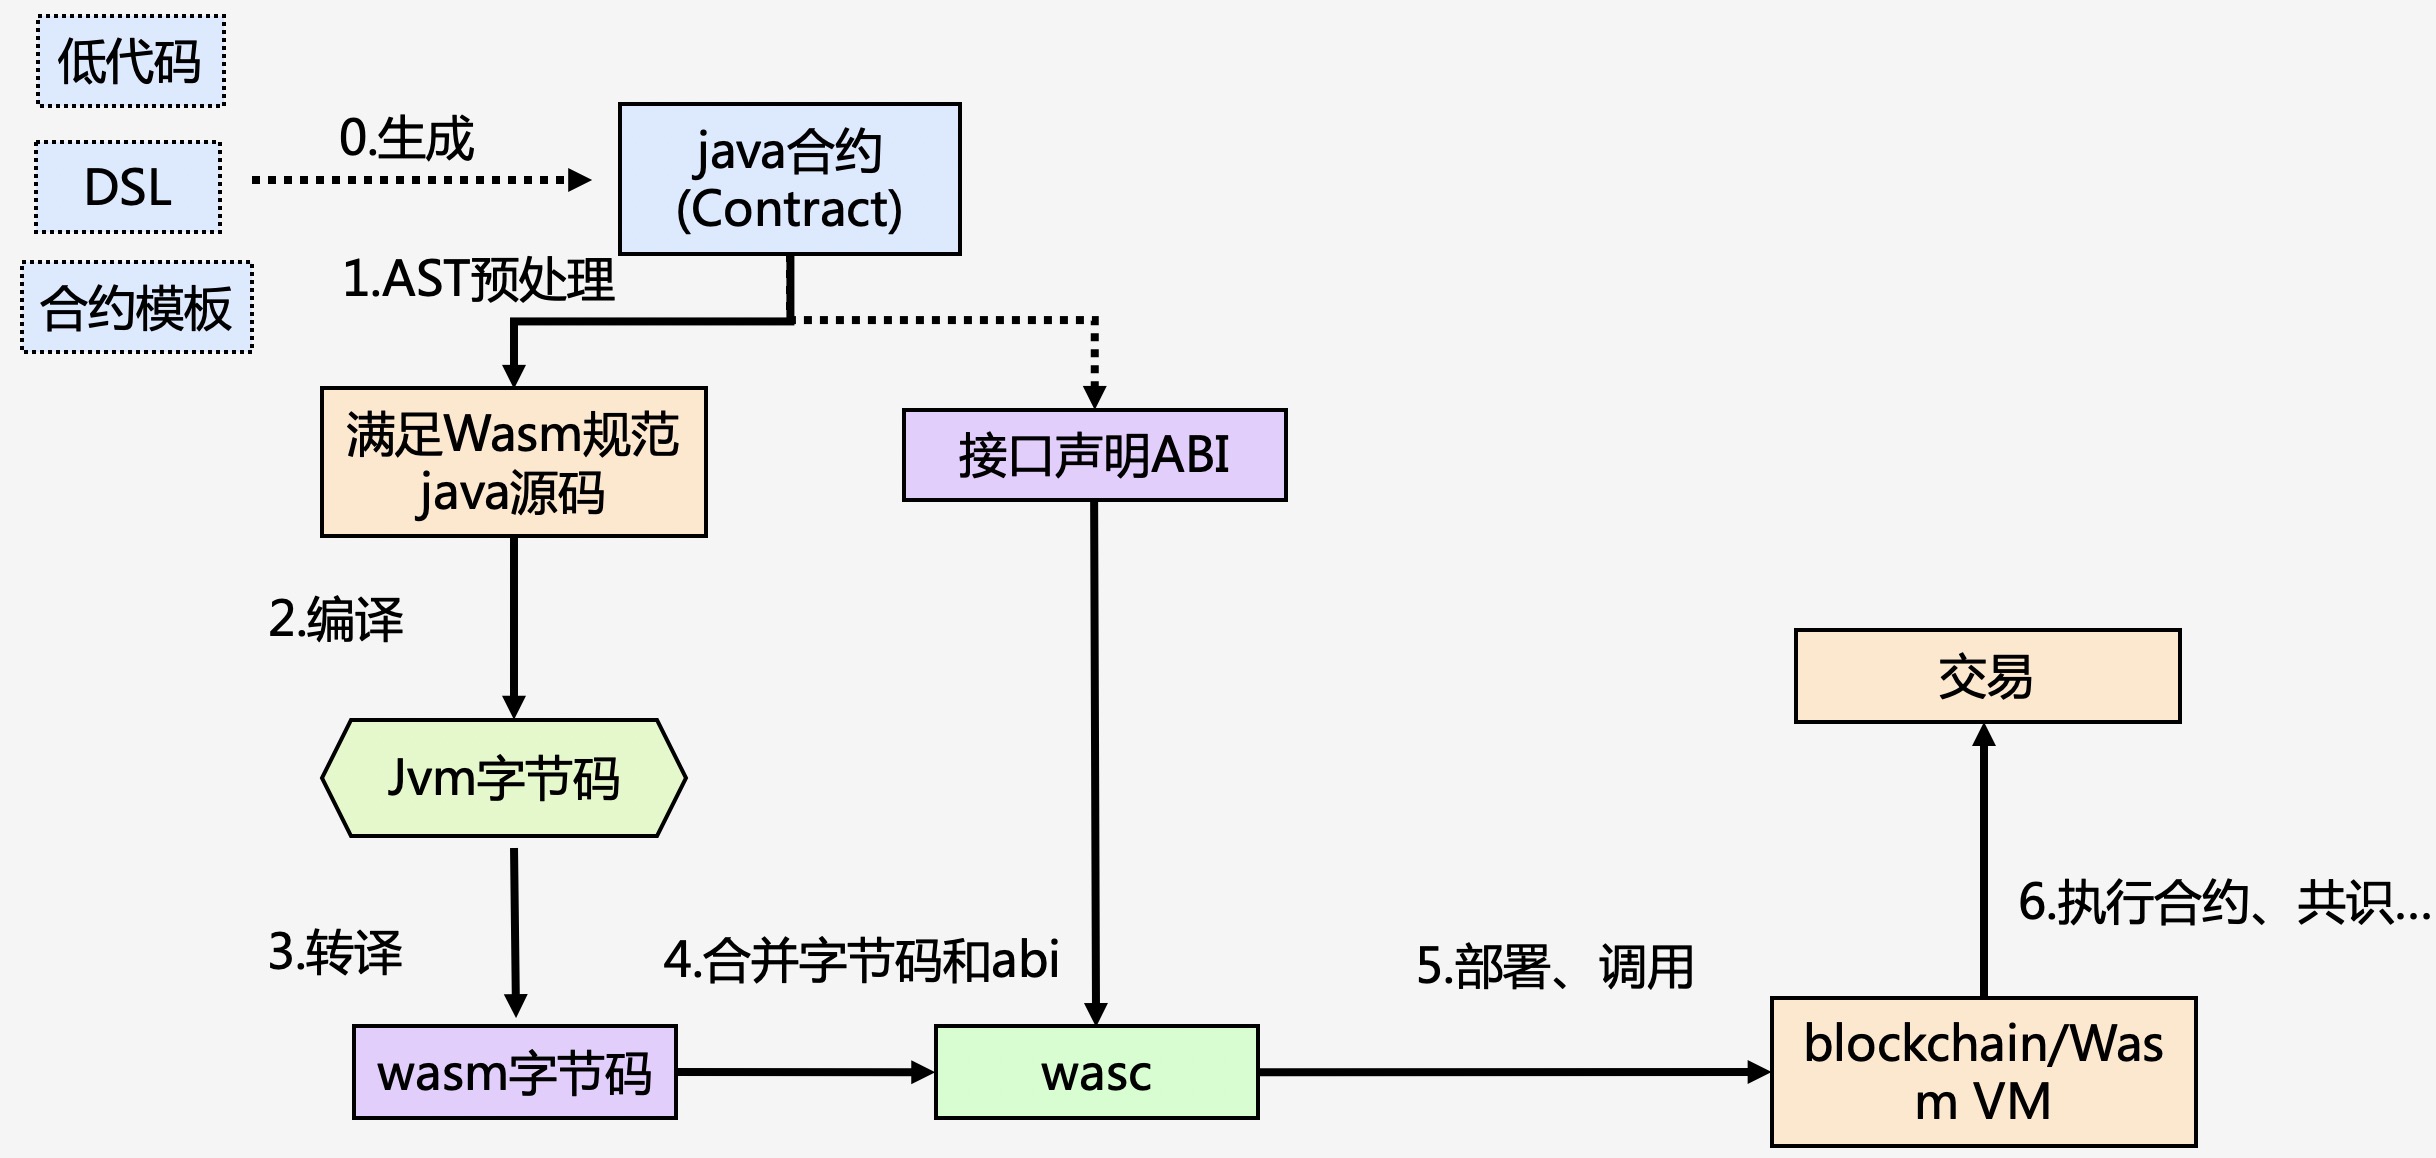 低代码
0.生成
java合约
(Contract)
DSL
合约模板
1.AST预处理
满足Wasm规范
java源码
接口声明ABI
2.编译
Jvm字节码
交易
3.转译
4.合并字节码和abi
5.部署、调用
6.执行合约、共识...
wasm字节码
wasc
blockchain/Was
m VM